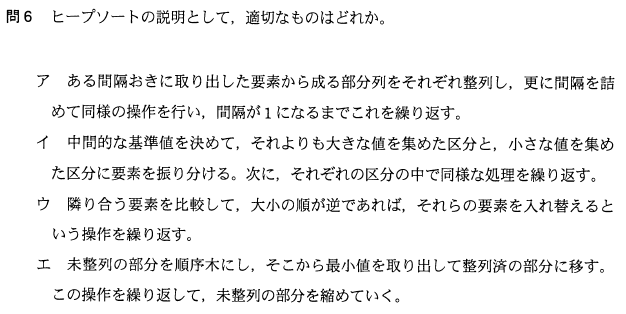 問6 ヒープソートの説明として，適切なものはどれか。
ア ある間隔おきに取り出した要素から成る部分列をそれぞれ整列し，更に間隔を詰
めて同様の操作を行い，間隔が1になるまでこれを繰り返す。
イ 中間的な基準値を決めて，それよりも大きな値を集めた区分と，小さな値を集め
た区分に要素を振り分ける。次に，それぞれの区分の中で同様な処理を繰り返す。
ウ 隣り合う要素を比較して，大小の順が逆であれば，それらの要素を入れ替えると
いう操作を繰り返す。
エ 未整列の部分を順序木にし，そこから最小値を取り出して整列済の部分に移す。
この操作を繰り返して，未整列の部分を縮めていく。